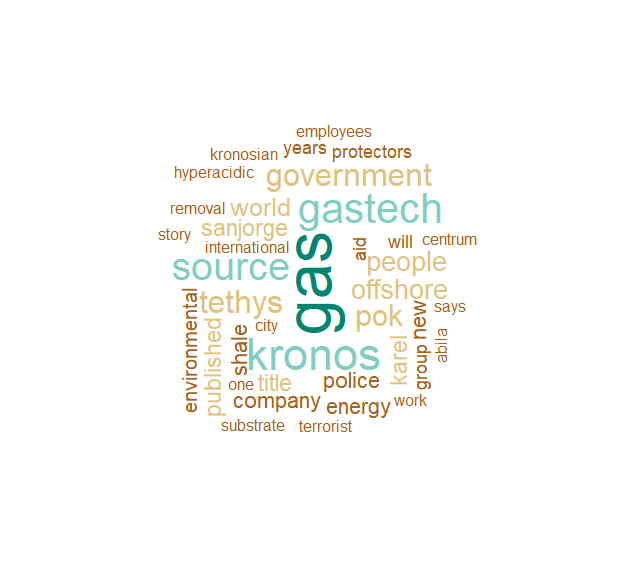 employees
kronosian
years
protectors
hyperacidic
government
removal
world
gastech
story
sanjorge
international
gas
aid
will
centrum
source
people
tethys
offshore
environmental
published
shale
city
pok
new
says
kronos
karel
group
abila
one
title
police
company
energy
work
substrate
terrorist